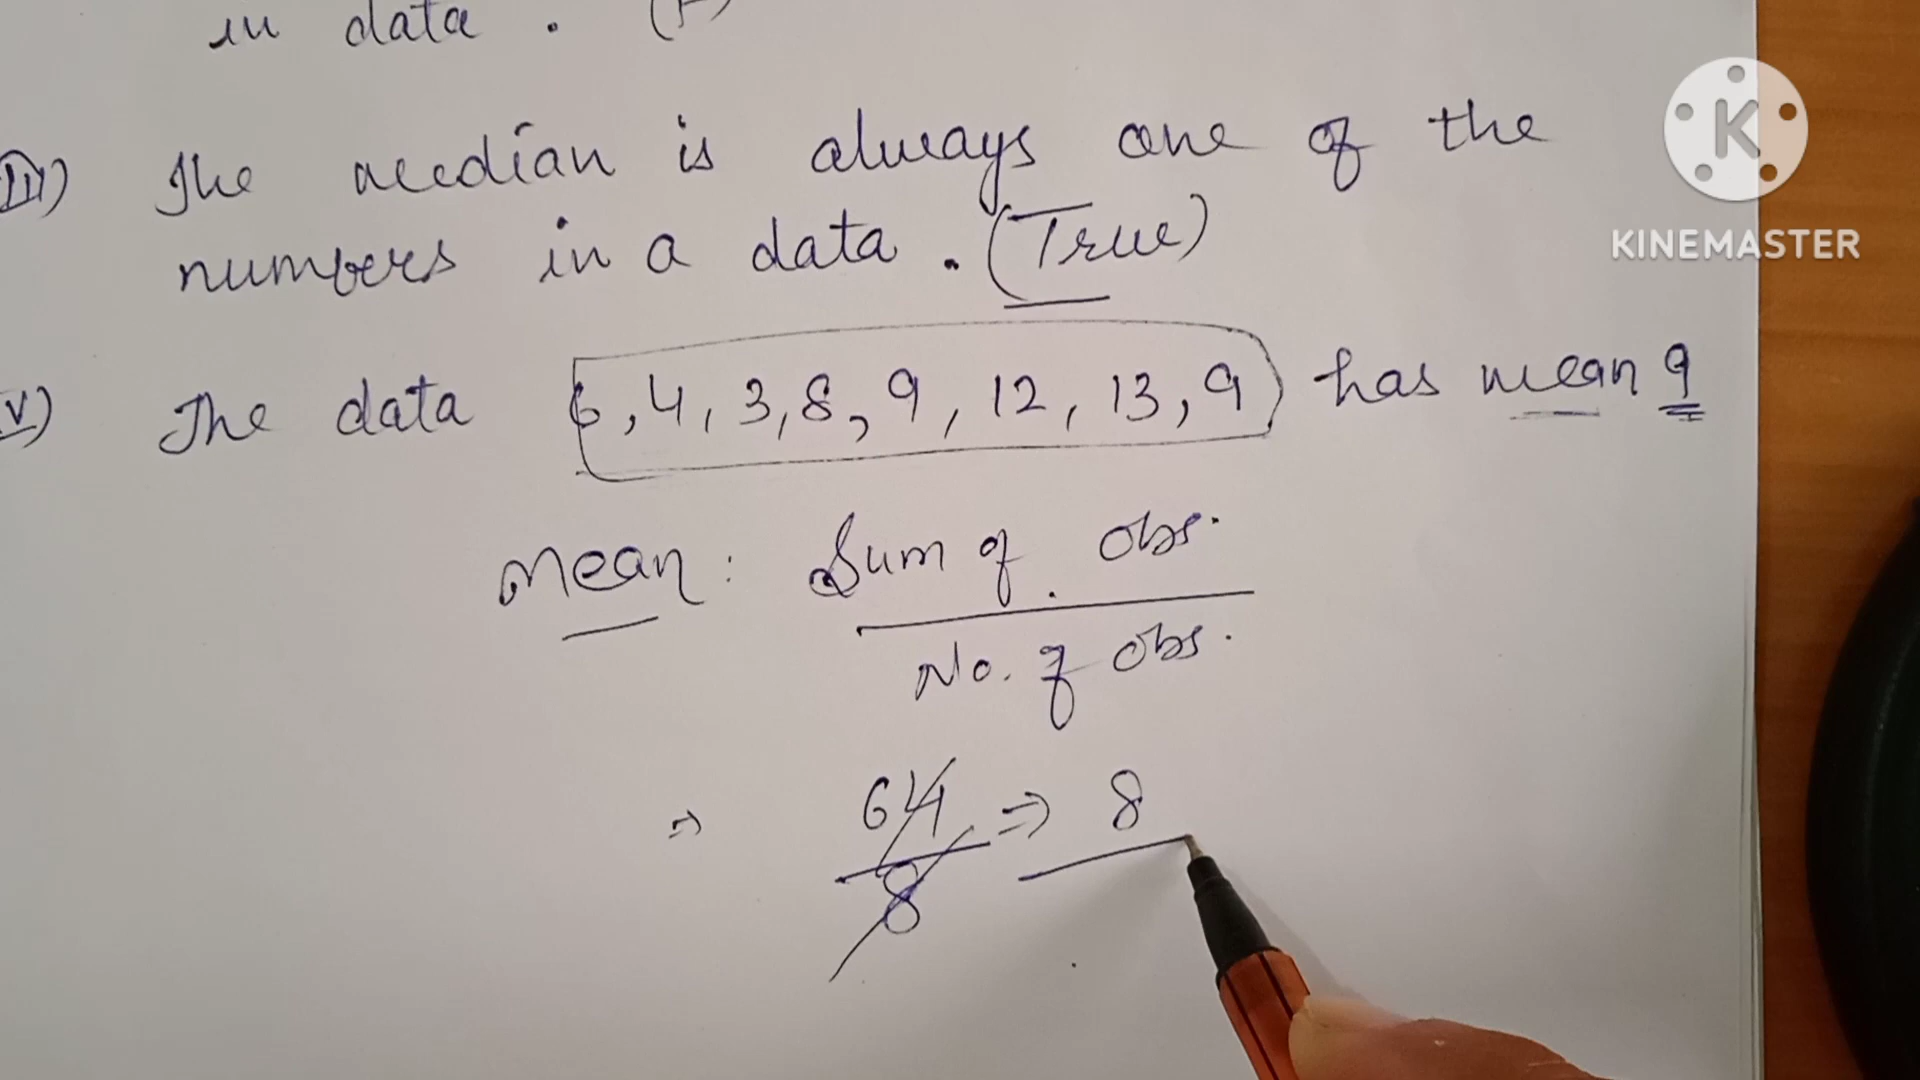 in data . (F)
III) The median is always one of the
numbers in a data . (True)
IV) The data 6, 4, 3, 8, 9, 12, 13, 9 has mean 9
Mean : Sum of obs.
No. of obs.
⇒ 64 ⇒ 8
8
K
KINEMASTER